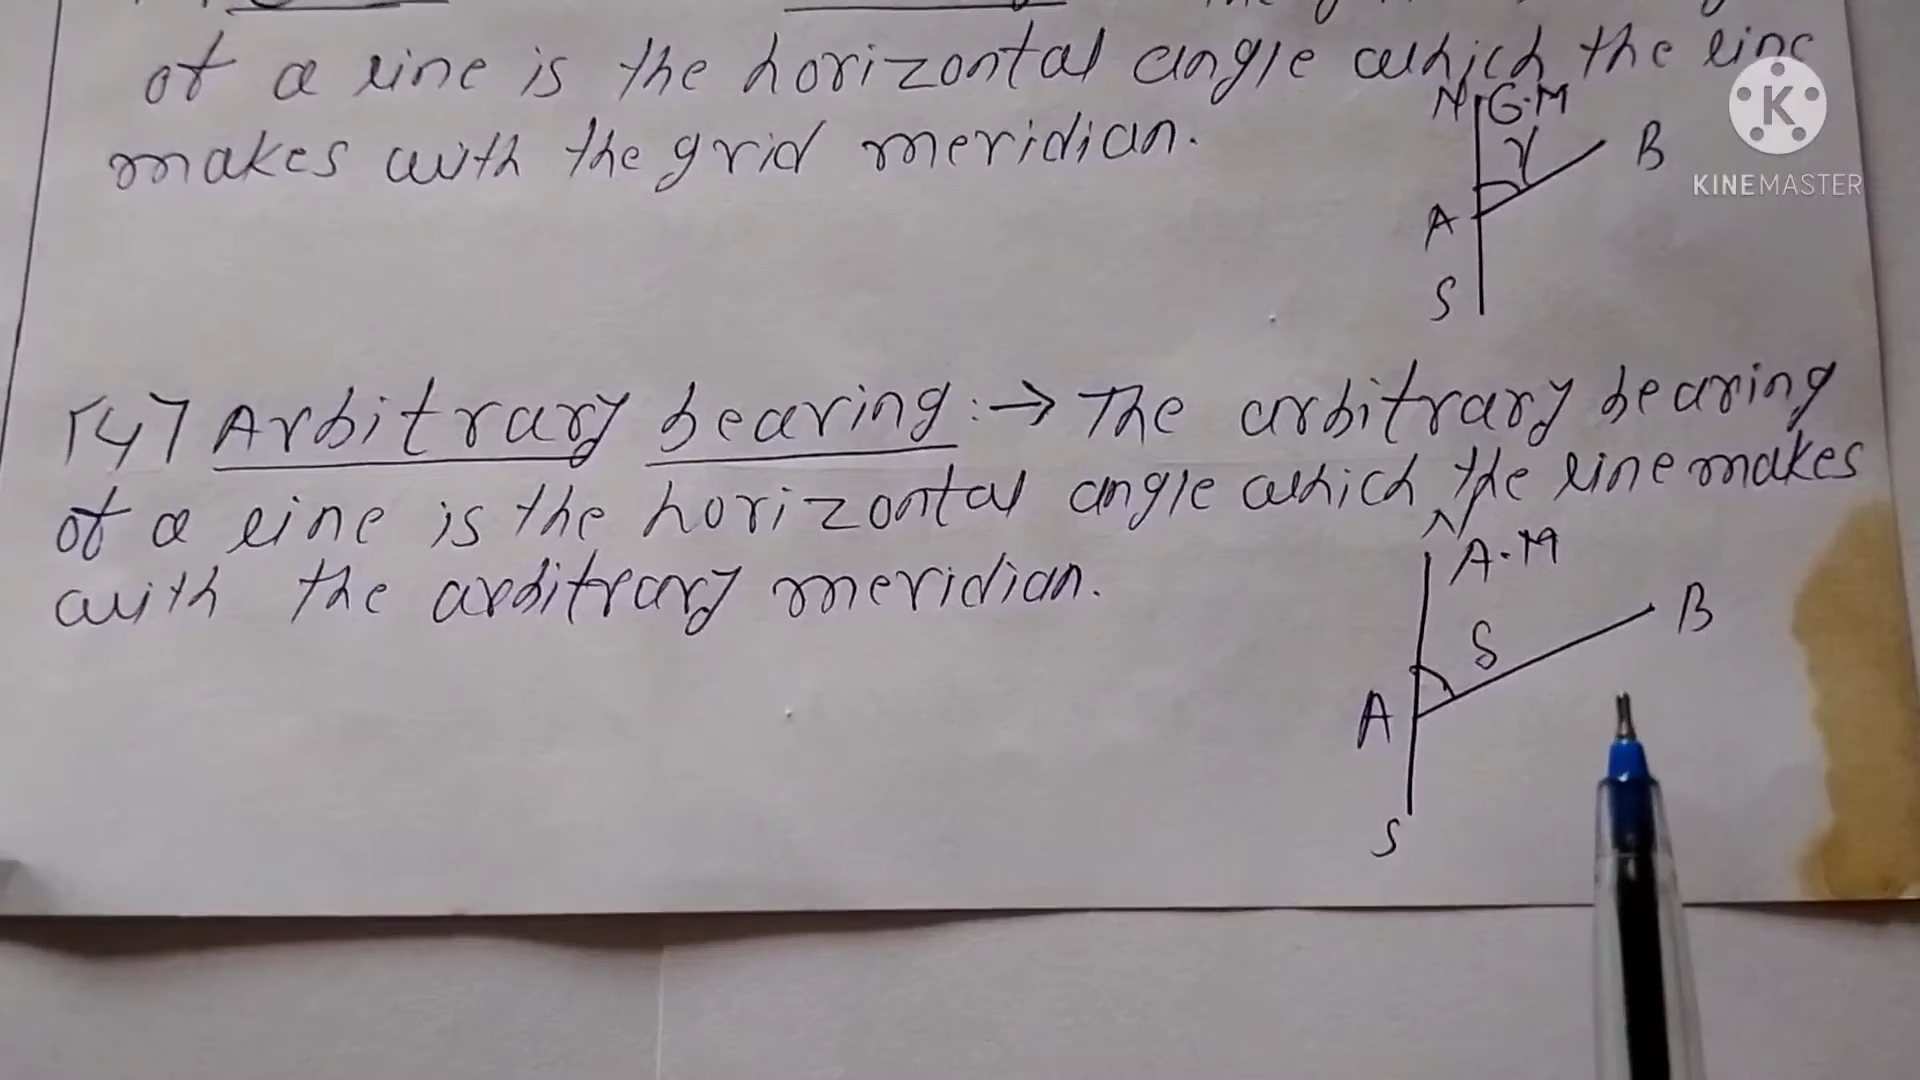 of a line is the horizontal angle which the line
makes with the grid meridian.
N G.M
γ B
A
S
KINEMASTER
[4] Arbitrary bearing :→ The arbitrary bearing
of a line is the horizontal angle which the line makes
with the arbitrary meridian.
N
A.M
B
S
A
S